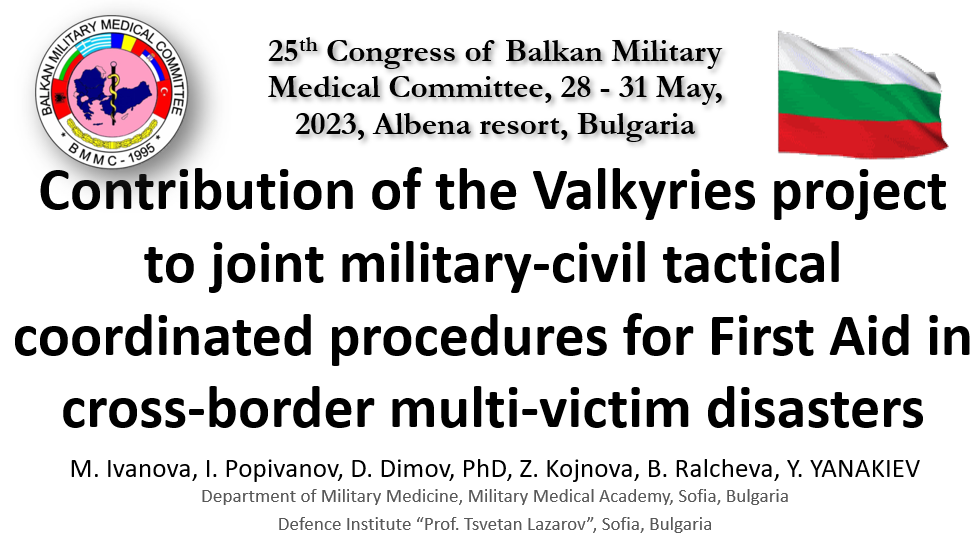 BALKAN MILITARY MEDICAL COMMITTEE
* BMMC - 1995 *
25th Congress of Balkan Military
Medical Committee, 28 - 31 May,
2023, Albena resort, Bulgaria
Contribution of the Valkyries project
to joint military-civil tactical
coordinated procedures for First Aid in
cross-border multi-victim disasters
M. Ivanova, I. Popivanov, D. Dimov, PhD, Z. Kojnova, B. Ralcheva, Y. YANAKIEV
Department of Military Medicine, Military Medical Academy, Sofia, Bulgaria
Defence Institute “Prof. Tsvetan Lazarov”, Sofia, Bulgaria